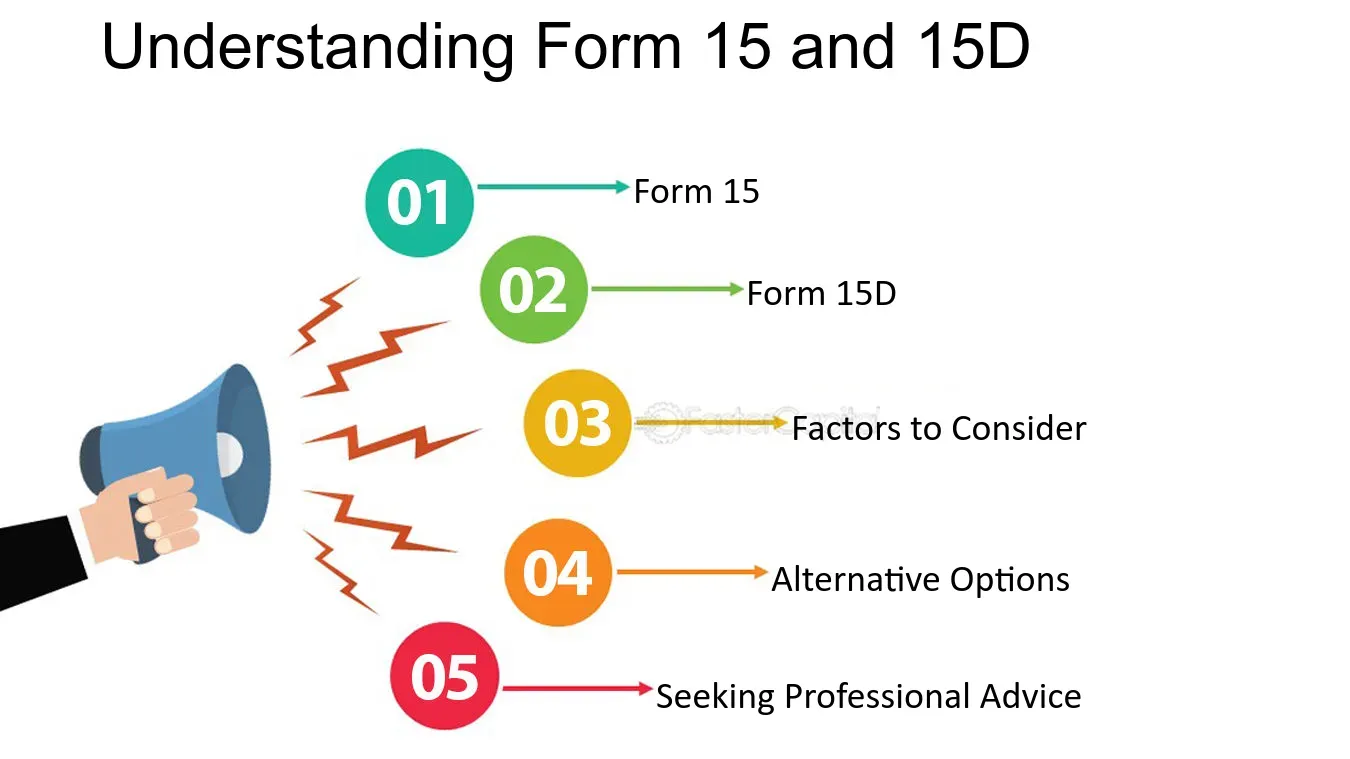 Understanding Form 15 and 15D
01
Form 15
02
Form 15D
03
FasterCapital
Factors to Consider
04
Alternative Options
05
Seeking Professional Advice